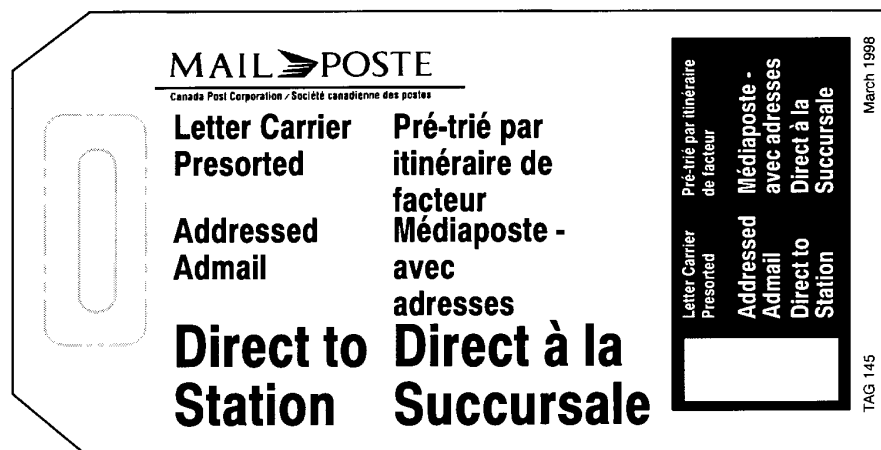 MAIL POSTE
Canada Post Corporation / Société canadienne des postes
Letter Carrier
Presorted
Addressed
Admail
Direct to
Station
Pré-trié par
itinéraire de
facteur
Médiaposte -
avec
adresses
Direct à la
Succursale
Letter Carrier
Presorted
Addressed
Admail
Direct to
Station
Pré-trié par itinéraire
de facteur
Médiaposte -
avec adresses
Direct à la
Succursale
TAG 145
March 1998